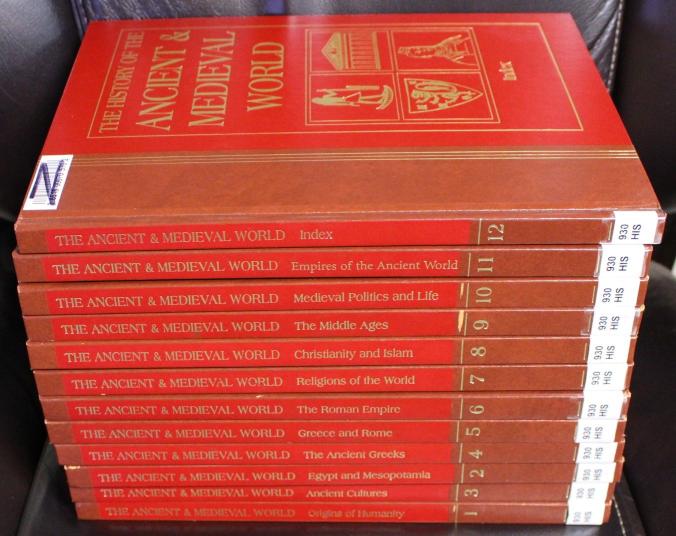 THE HISTORY OF THE
ANCIENT &
MEDIEVAL
WORLD
Index
THE ANCIENT & MEDIEVAL WORLD Index 12 930 HIS
THE ANCIENT & MEDIEVAL WORLD Empires of the Ancient World 11 930 HIS
THE ANCIENT & MEDIEVAL WORLD Medieval Politics and Life 10 930 HIS
THE ANCIENT & MEDIEVAL WORLD The Middle Ages 9 930 HIS
THE ANCIENT & MEDIEVAL WORLD Christianity and Islam 8 930 HIS
THE ANCIENT & MEDIEVAL WORLD Religions of the World 7 930 HIS
THE ANCIENT & MEDIEVAL WORLD The Roman Empire 6 930 HIS
THE ANCIENT & MEDIEVAL WORLD Greece and Rome 5 930 HIS
THE ANCIENT & MEDIEVAL WORLD The Ancient Greeks 4 930 HIS
THE ANCIENT & MEDIEVAL WORLD Egypt and Mesopotamia 2 930 HIS
THE ANCIENT & MEDIEVAL WORLD Ancient Cultures 3 930 HIS
THE ANCIENT & MEDIEVAL WORLD Origins of Humanity 1 930 HIS